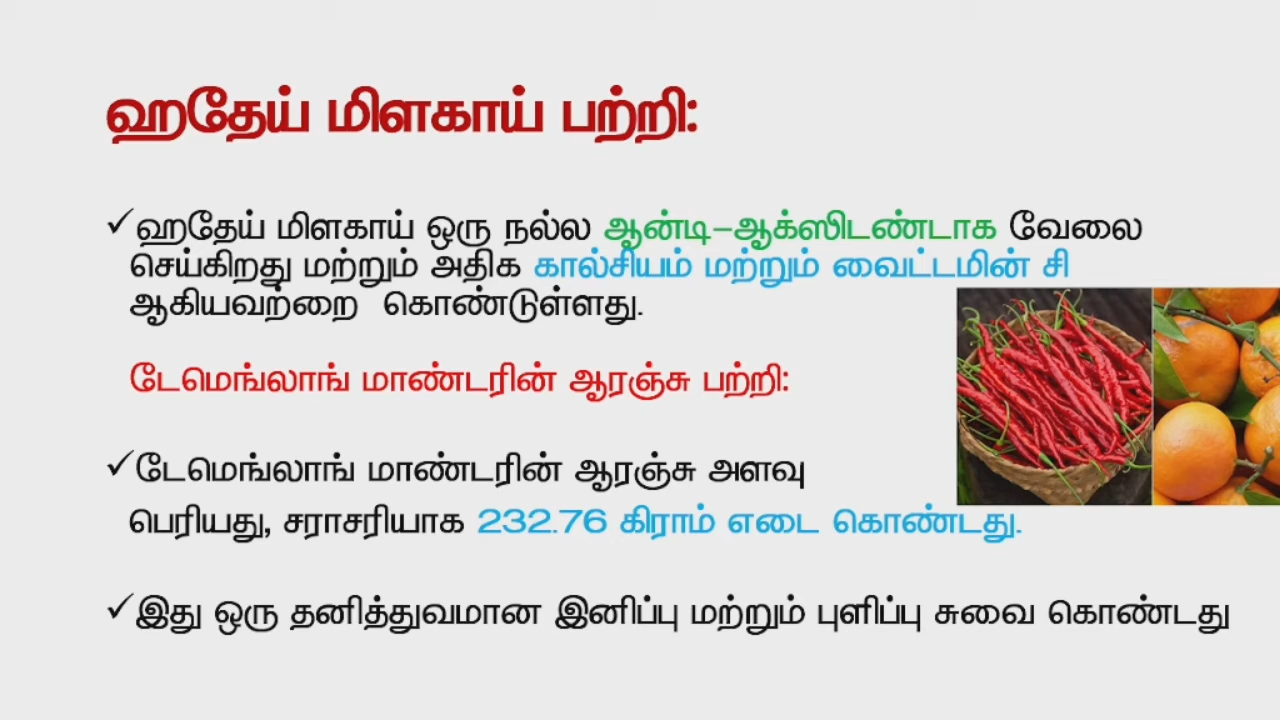 ஹதேய் மிளகாய் பற்றி:
✓ஹதேய் மிளகாய் ஒரு நல்ல ஆன்டி-ஆக்ஸிடண்டாக வேலை
செய்கிறது மற்றும் அதிக கால்சியம் மற்றும் வைட்டமின் சி
ஆகியவற்றை கொண்டுள்ளது.
டேமெங்லாங் மாண்டரின் ஆரஞ்சு பற்றி:
✓டேமெங்லாங் மாண்டரின் ஆரஞ்சு அளவு
பெரியது, சராசரியாக 232.76 கிராம் எடை கொண்டது.
✓இது ஒரு தனித்துவமான இனிப்பு மற்றும் புளிப்பு சுவை கொண்டது